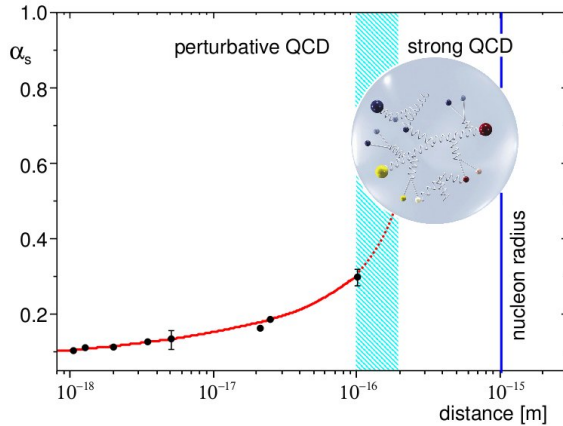 1.0
αs
perturbative QCD
strong QCD
0.8
0.6
0.4
0.2
nucleon radius
10⁻¹⁸
10⁻¹⁷
10⁻¹⁶
10⁻¹⁵
distance [m]